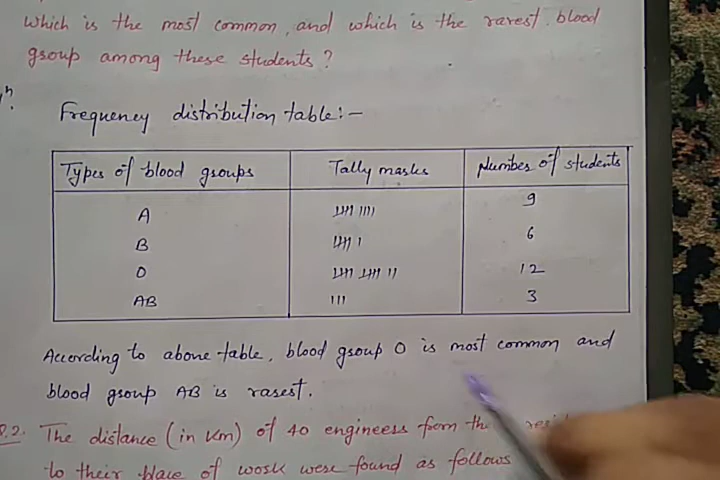 which is the most common, and which is the rarest blood
group among these students?
Frequency distribution table:-
Types of blood groups Tally marks Number of students
A 9
B 6
O 12
AB 3
According to above table, blood group O is most common and
blood group AB is rarest.
Q.2. The distance (in km) of 40 engineers from the
to their place of work were found as follows